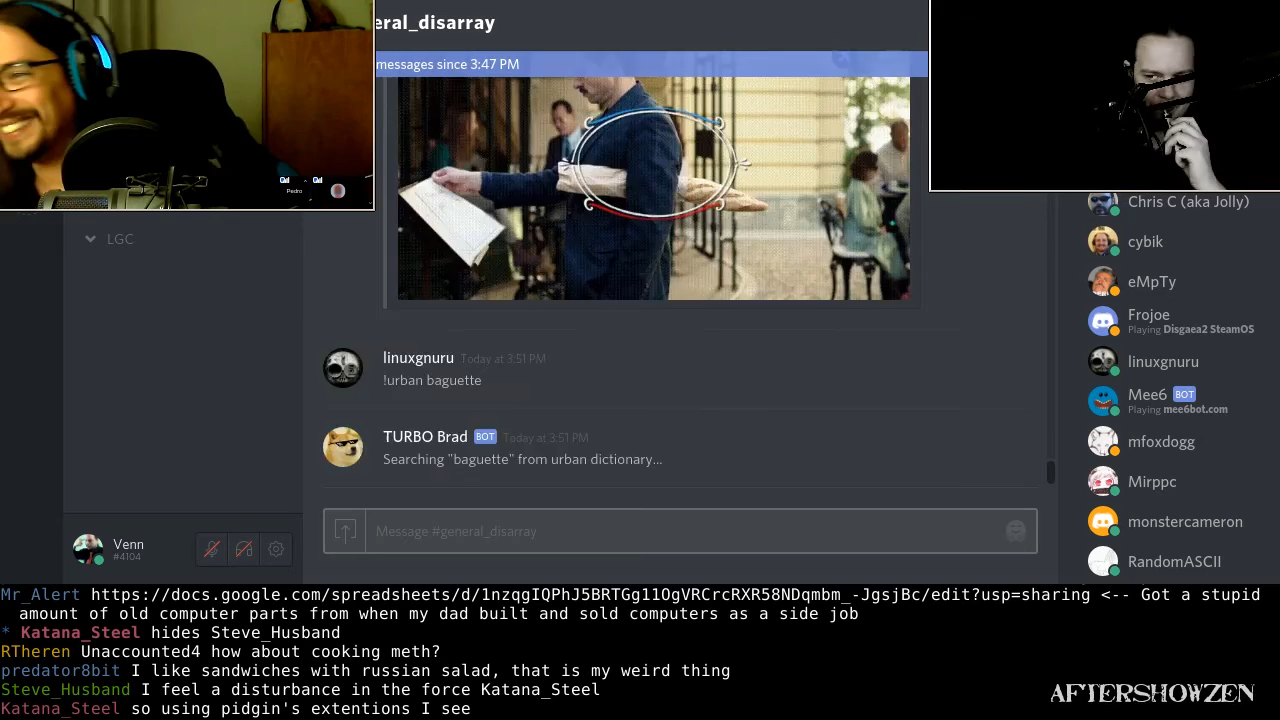 eral_disarray
messages since 3:47 PM
Pedro
LGC
linuxgnuru Today at 3:51 PM
!urban baguette
TURBO Brad BOT Today at 3:51 PM
Searching "baguette" from urban dictionary...
Message #general_disarray
Venn
#4104
Chris C (aka Jolly)
cybik
eMpTy
Frojoe
Playing Disgaea2 SteamOS
linuxgnuru
Mee6 BOT
Playing mee6bot.com
mfoxdogg
Mirppc
monstercameron
RandomASCII
Mr_Alert https://docs.google.com/spreadsheets/d/1nzqgIQPhJ5BRTGg11OgVRCrcRXR58NDqmbm_-JgsjBc/edit?usp=sharing <-- Got a stupid
amount of old computer parts from when my dad built and sold computers as a side job
* Katana_Steel hides Steve_Husband
RTheren Unaccounted4 how about cooking meth?
predator8bit I like sandwiches with russian salad, that is my weird thing
Steve_Husband I feel a disturbance in the force Katana_Steel
Katana_Steel so using pidgin's extentions I see
AFTERSHOWZEN